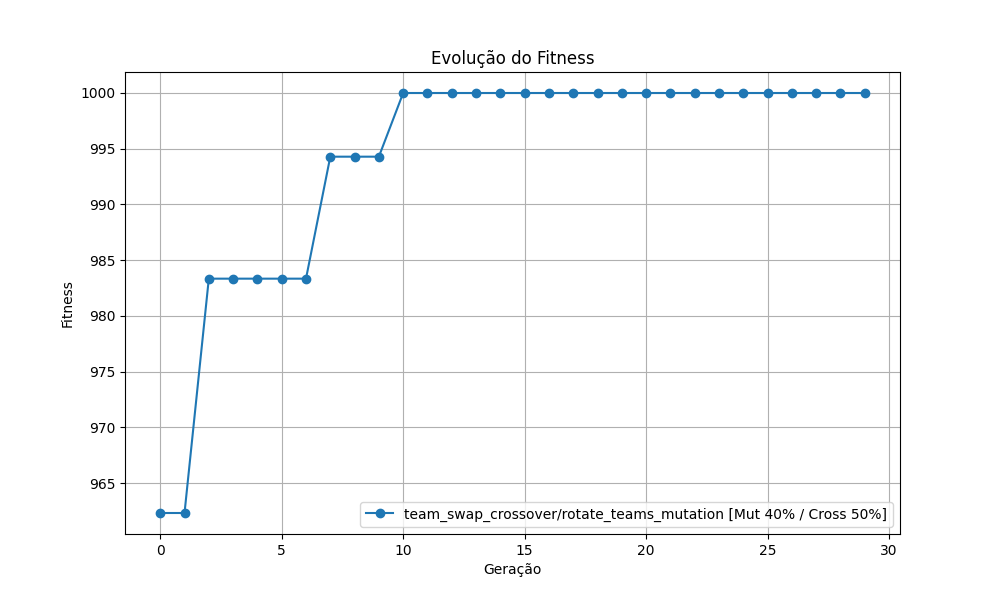 Evolução do Fitness
1000
995
990
985
980
975
970
965
Fitness
team_swap_crossover/rotate_teams_mutation [Mut 40% / Cross 50%]
0 5 10 15 20 25 30
Geração